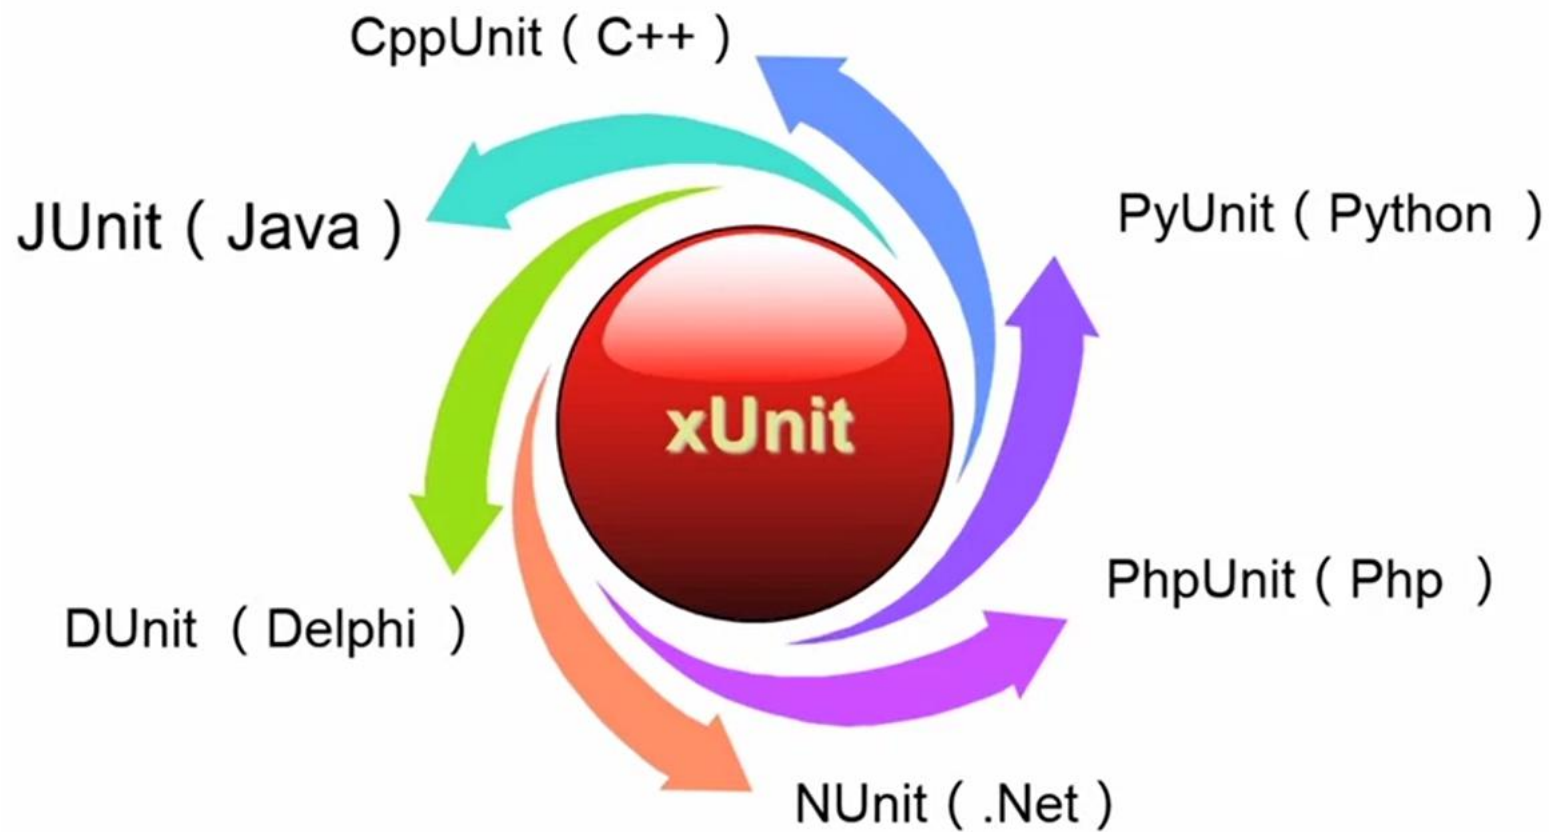 CppUnit ( C++ )
JUnit ( Java )
PyUnit ( Python )
xUnit
PhpUnit ( Php )
DUnit ( Delphi )
NUnit ( .Net )